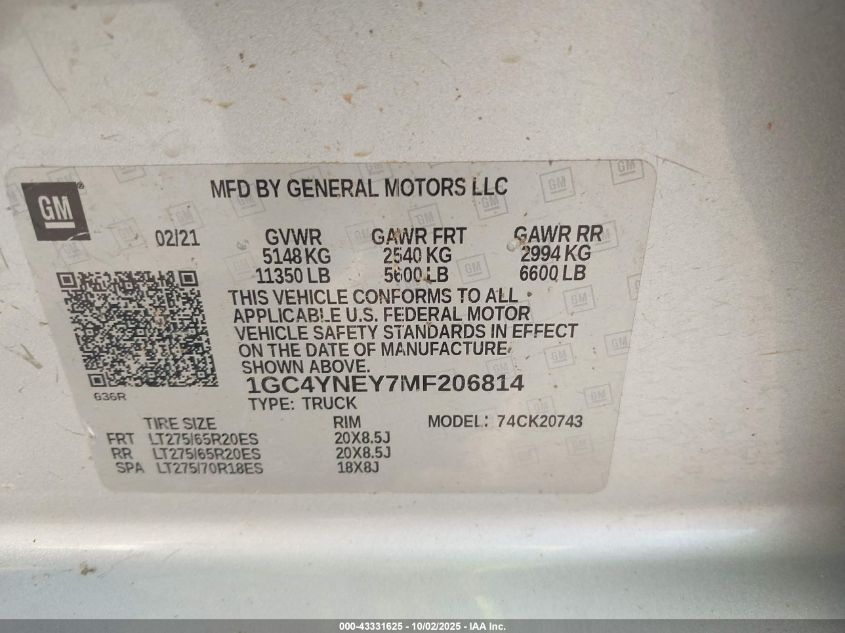 GM
MFD BY GENERAL MOTORS LLC
02/21 GVWR GAWR FRT GAWR RR
5148 KG 2540 KG 2994 KG
11350 LB 5600 LB 6600 LB
THIS VEHICLE CONFORMS TO ALL
APPLICABLE U.S. FEDERAL MOTOR
VEHICLE SAFETY STANDARDS IN EFFECT
ON THE DATE OF MANUFACTURE
SHOWN ABOVE.
1GC4YNEY7MF206814
636R
TYPE: TRUCK
TIRE SIZE RIM MODEL: 74CK20743
FRT LT275/65R20ES 20X8.5J
RR LT275/65R20ES 20X8.5J
SPA LT275/70R18ES 18X8J
000-43331625 - 10/02/2025 - IAA Inc.